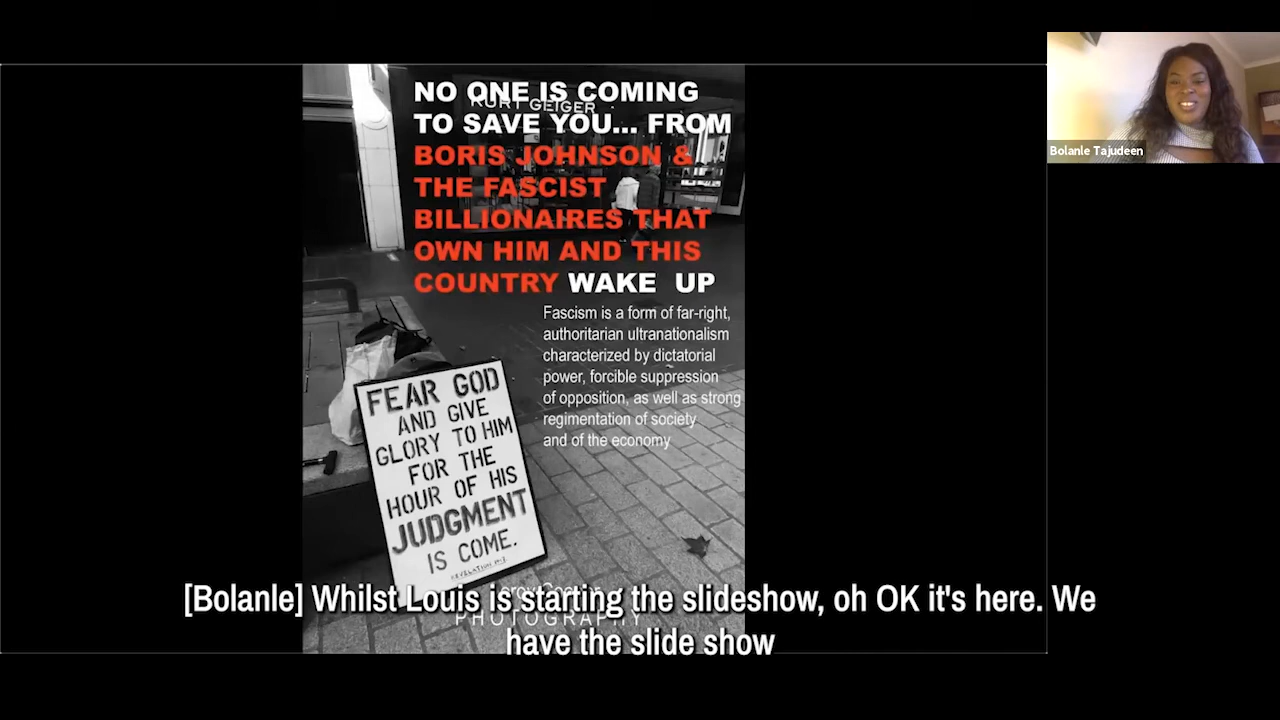 NO ONE IS COMING
TO SAVE YOU... FROM
BORIS JOHNSON &
THE FASCIST
BILLIONAIRES THAT
OWN HIM AND THIS
COUNTRY WAKE UP
KURT GEIGER
Fascism is a form of far-right,
authoritarian ultranationalism
characterized by dictatorial
power, forcible suppression
of opposition, as well as strong
regimentation of society
and of the economy
FEAR GOD
AND GIVE
GLORY TO HIM
FOR THE
HOUR OF HIS
JUDGMENT
IS COME.
REVELATION
PHOTOGRAPHY
[Bolanle] Whilst Louis is starting the slideshow, oh OK it's here. We
have the slide show
Bolanle Tajudeen